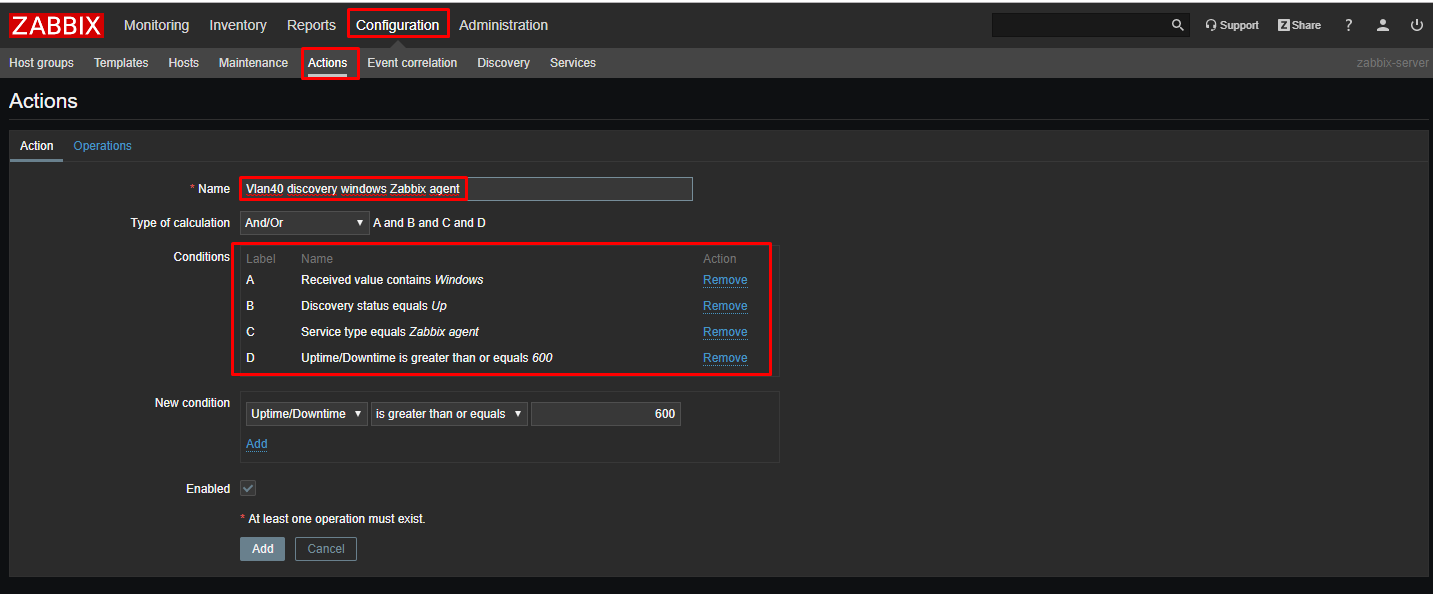 ZABBIX Monitoring Inventory Reports Configuration Administration Support Z Share ?
Host groups Templates Hosts Maintenance Actions Event correlation Discovery Services zabbix-server
Actions
Action Operations
* Name Vlan40 discovery windows Zabbix agent
Type of calculation And/Or A and B and C and D
Conditions Label Name Action
A Received value contains Windows Remove
B Discovery status equals Up Remove
C Service type equals Zabbix agent Remove
D Uptime/Downtime is greater than or equals 600 Remove
New condition
Uptime/Downtime is greater than or equals 600
Add
Enabled
* At least one operation must exist.
Add Cancel